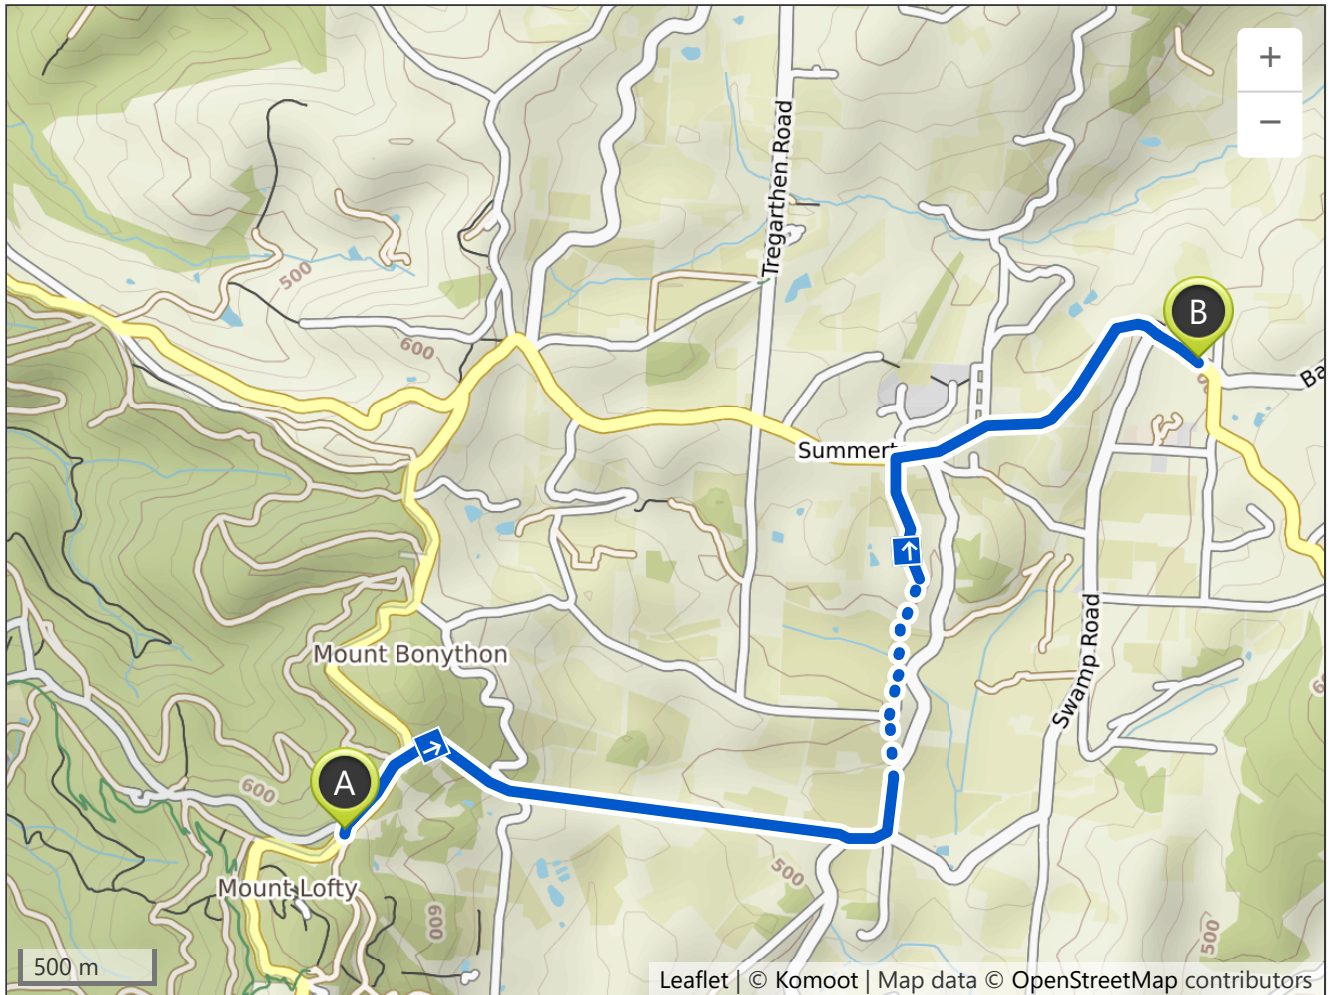 +
−
Tregarthen Road
500
600
B
Ba
Summert
Mount Bonython
Swamp Road
A
600
Mount Lofty
500
600
500
500 m
Leaflet | © Komoot | Map data © OpenStreetMap contributors